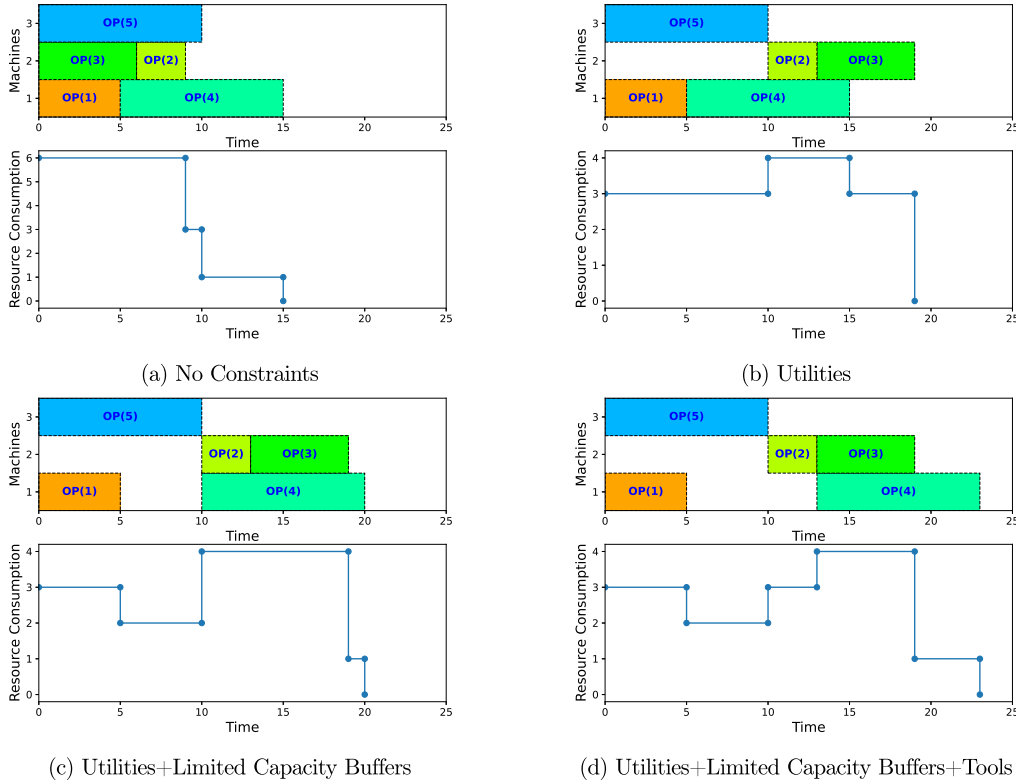 Machines
3
2
1
OP(5)
OP(3)
OP(2)
OP(1)
OP(4)
0 5 10 15 20 25
Time
Resource Consumption
6
5
4
3
2
1
0
0 5 10 15 20 25
Time
(a) No Constraints
Machines
3
2
1
OP(5)
OP(2)
OP(3)
OP(1)
OP(4)
0 5 10 15 20 25
Time
Resource Consumption
4
3
2
1
0
0 5 10 15 20 25
Time
(b) Utilities
Machines
3
2
1
OP(5)
OP(2)
OP(3)
OP(1)
OP(4)
0 5 10 15 20 25
Time
Resource Consumption
4
3
2
1
0
0 5 10 15 20 25
Time
(c) Utilities+Limited Capacity Buffers
Machines
3
2
1
OP(5)
OP(2)
OP(3)
OP(1)
OP(4)
0 5 10 15 20 25
Time
Resource Consumption
4
3
2
1
0
0 5 10 15 20 25
Time
(d) Utilities+Limited Capacity Buffers+Tools